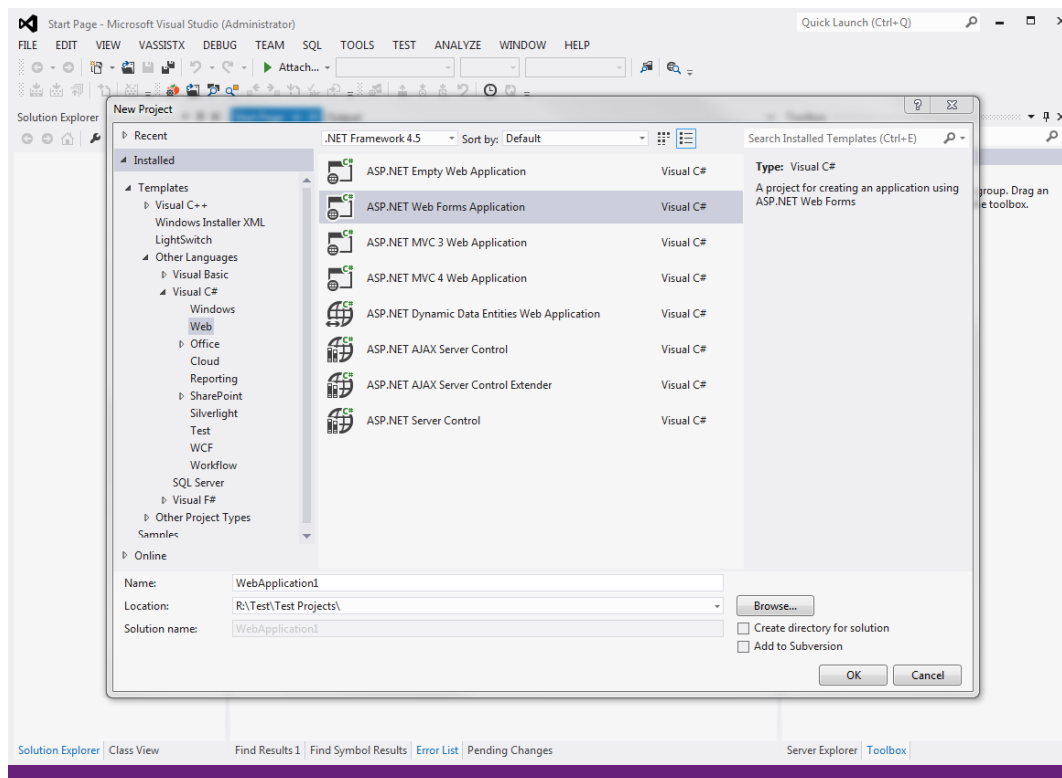 Start Page - Microsoft Visual Studio (Administrator)
Quick Launch (Ctrl+Q)
FILE EDIT VIEW VASSISTX DEBUG TEAM SQL TOOLS TEST ANALYZE WINDOW HELP
Attach...
Solution Explorer
New Project
Recent
.NET Framework 4.5 Sort by: Default
Search Installed Templates (Ctrl+E)
Installed
Templates
Visual C++
Windows Installer XML
LightSwitch
Other Languages
Visual Basic
Visual C#
Windows
Web
Office
Cloud
Reporting
SharePoint
Silverlight
Test
WCF
Workflow
SQL Server
Visual F#
Other Project Types
Samples
Online
ASP.NET Empty Web Application Visual C#
ASP.NET Web Forms Application Visual C#
ASP.NET MVC 3 Web Application Visual C#
ASP.NET MVC 4 Web Application Visual C#
ASP.NET Dynamic Data Entities Web Application Visual C#
ASP.NET AJAX Server Control Visual C#
ASP.NET AJAX Server Control Extender Visual C#
ASP.NET Server Control Visual C#
Type: Visual C#
A project for creating an application using
ASP.NET Web Forms
group. Drag an
e toolbox.
Name: WebApplication1
Location: R:\Test\Test Projects\
Browse...
Solution name: WebApplication1
Create directory for solution
Add to Subversion
OK Cancel
Solution Explorer Class View Find Results 1 Find Symbol Results Error List Pending Changes Server Explorer Toolbox